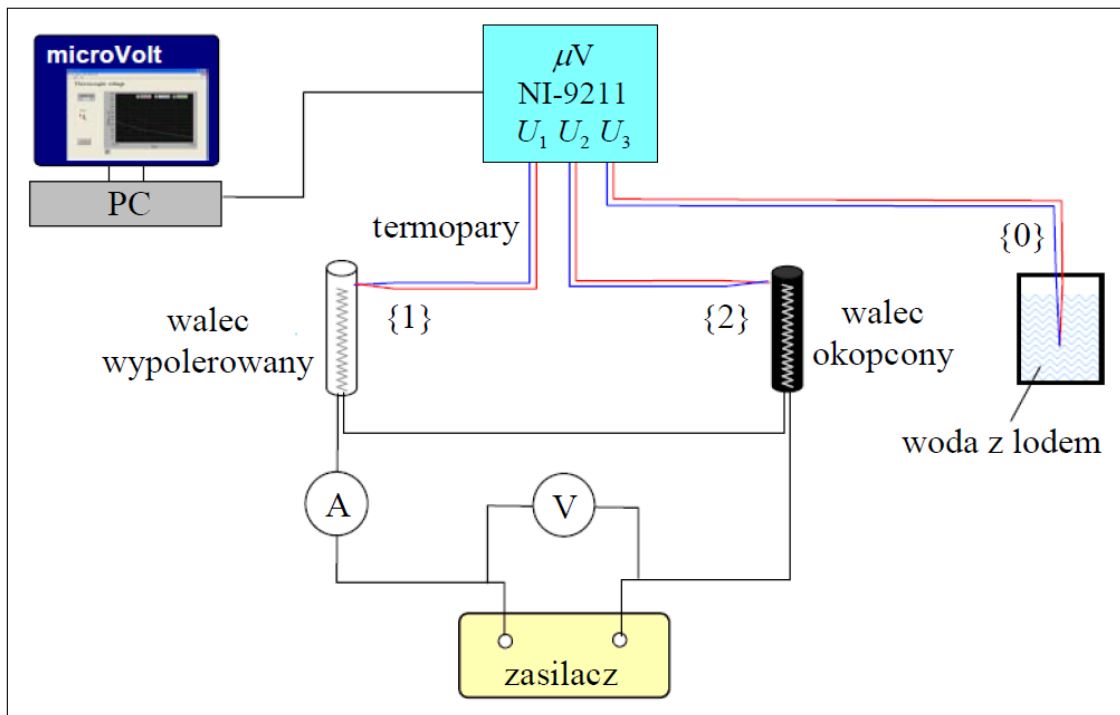 microVolt
μV
NI-9211
U₁ U₂ U₃
PC
termopary
{0}
{1}
{2}
walec
wypolerowany
walec
okopcony
woda z lodem
A
V
zasilacz